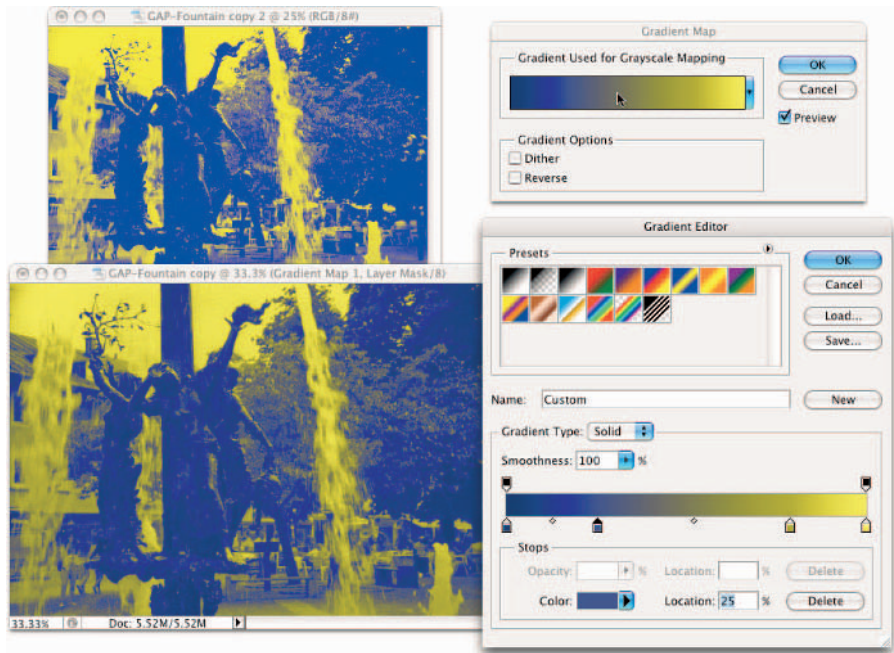 GAP-Fountain copy 2 @ 25% (RGB/8#)
GAP-Fountain copy @ 33.3% (Gradient Map 1, Layer Mask/8)
33.33%
Doc: 5.52M/5.52M
Gradient Map
Gradient Used for Grayscale Mapping
OK
Cancel
Preview
Gradient Options
Dither
Reverse
Gradient Editor
Presets
OK
Cancel
Load...
Save...
Name: Custom
New
Gradient Type: Solid
Smoothness: 100 %
Stops
Opacity: % Location: % Delete
Color: Location: 25 % Delete